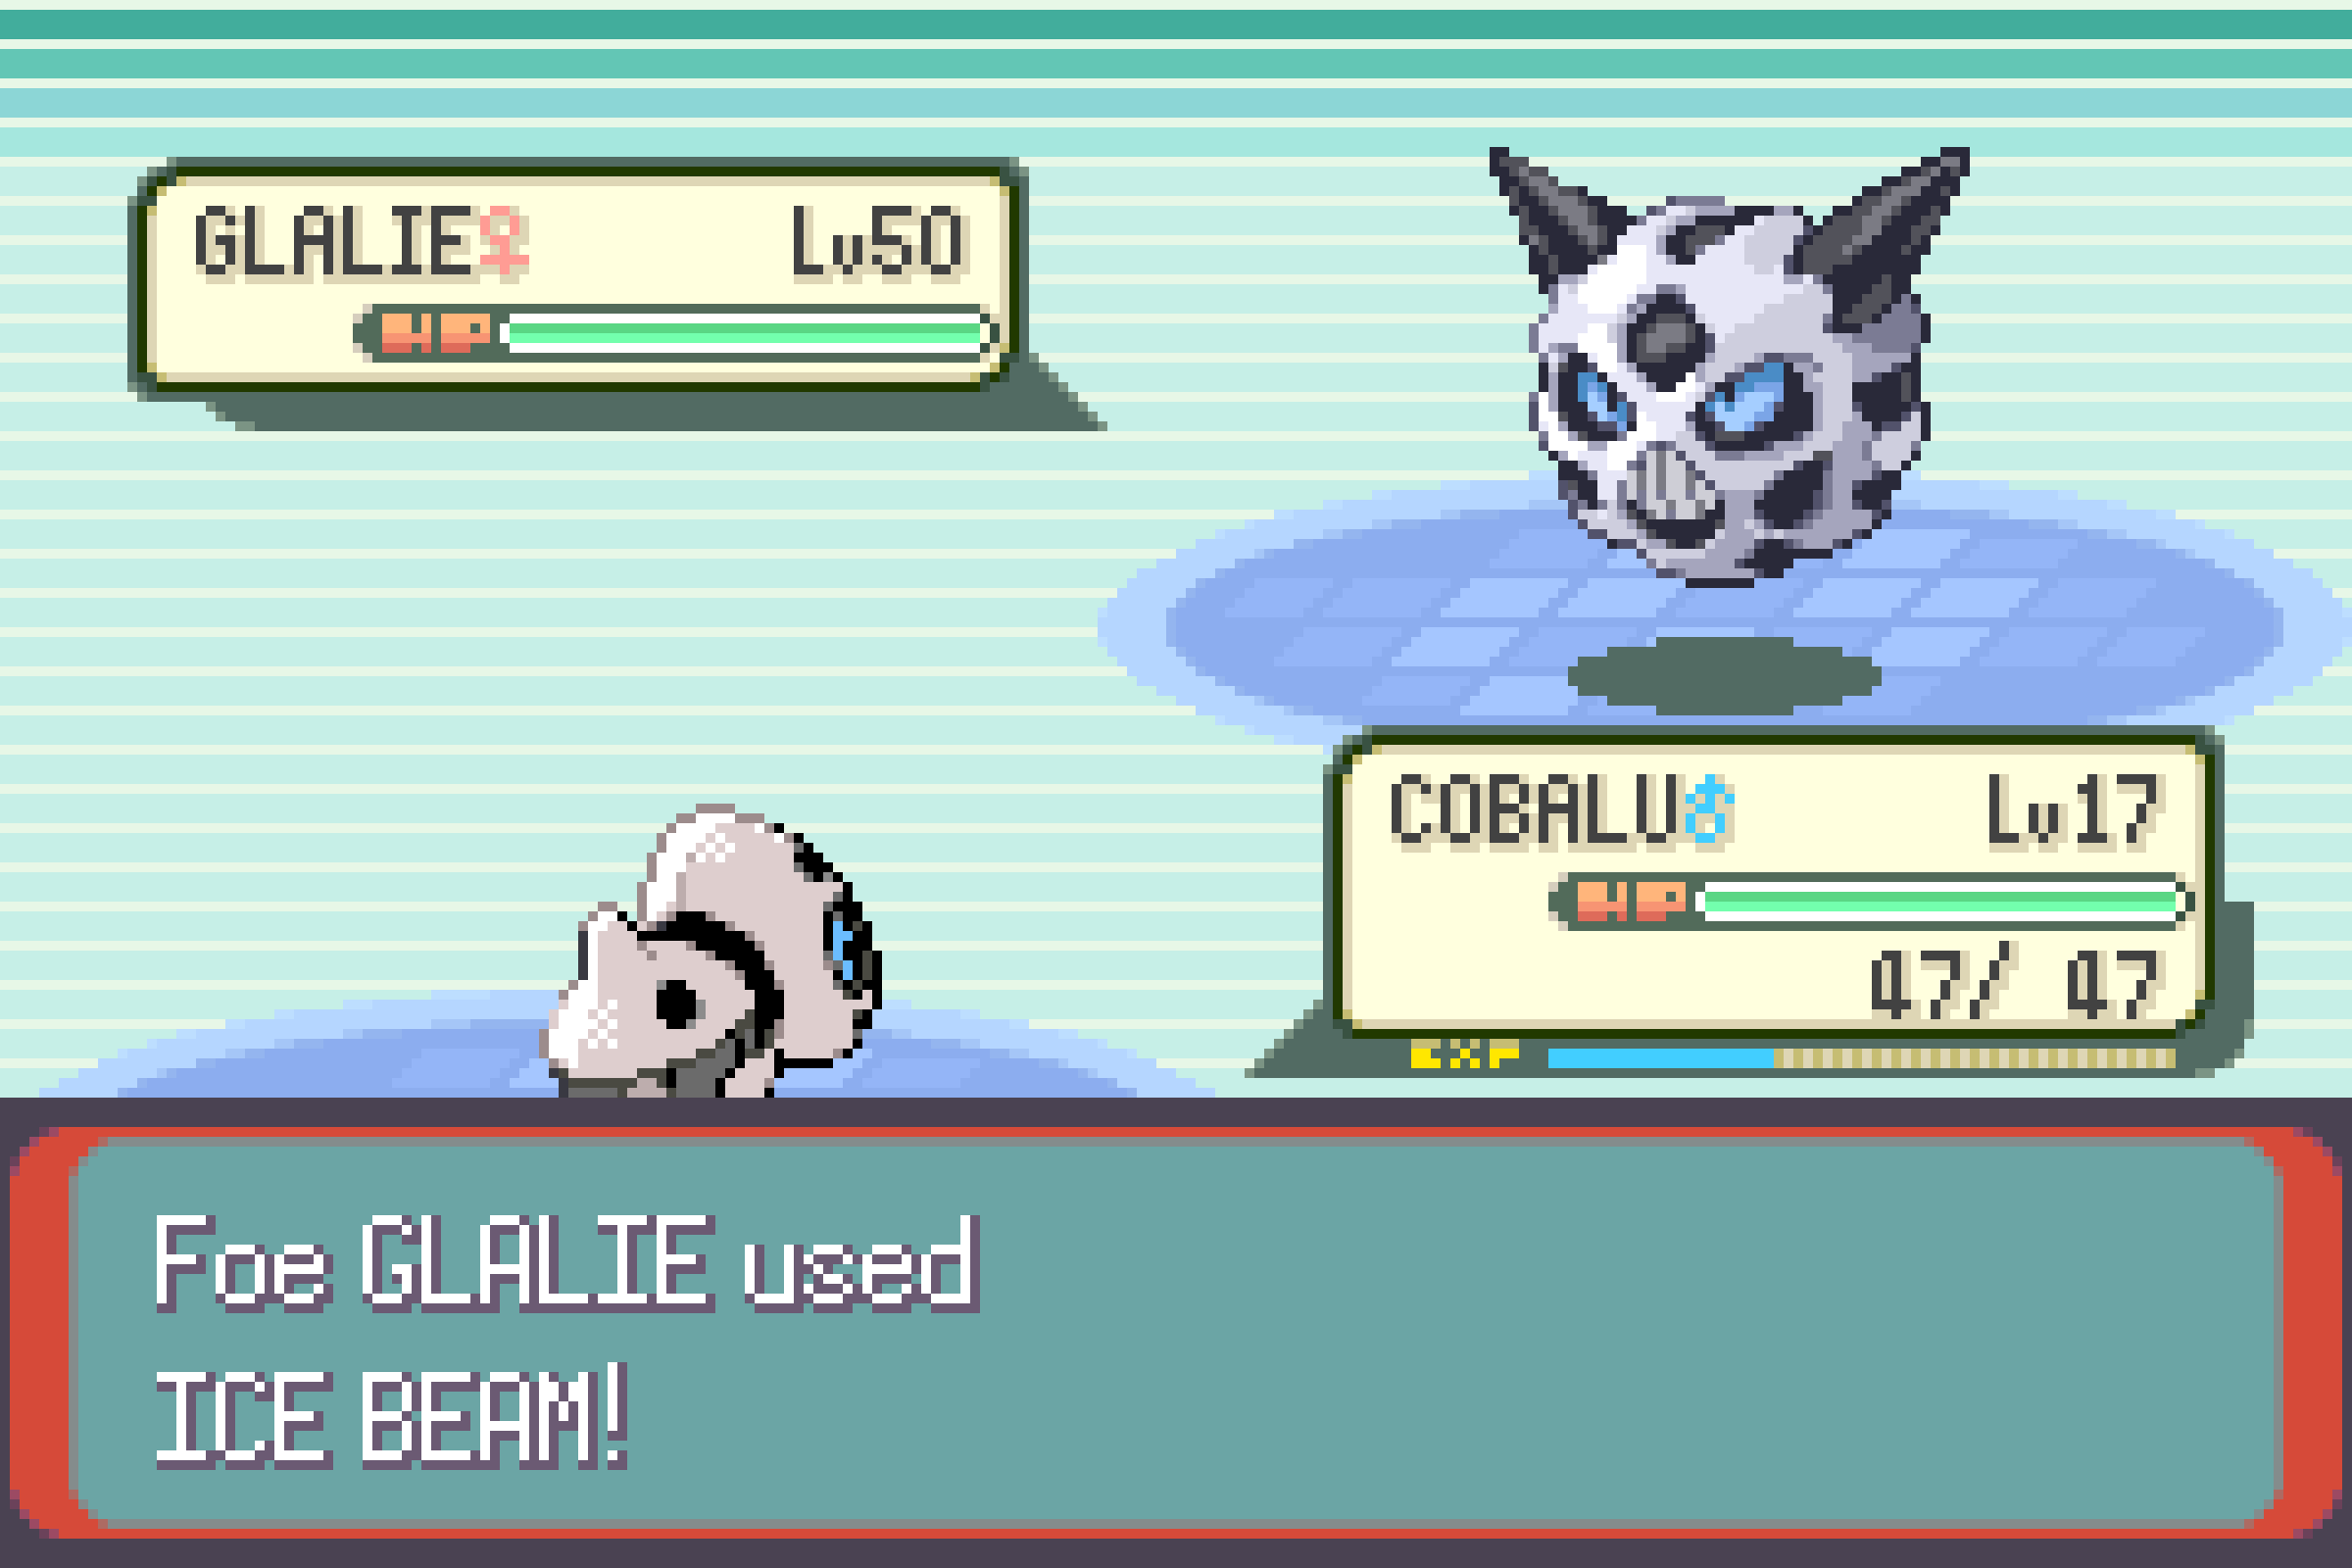 GLALIE♀ Lv50
HP
COBALU♂ Lv17
HP
47/ 47
EXP
Foe GLALIE used
ICE BEAM!